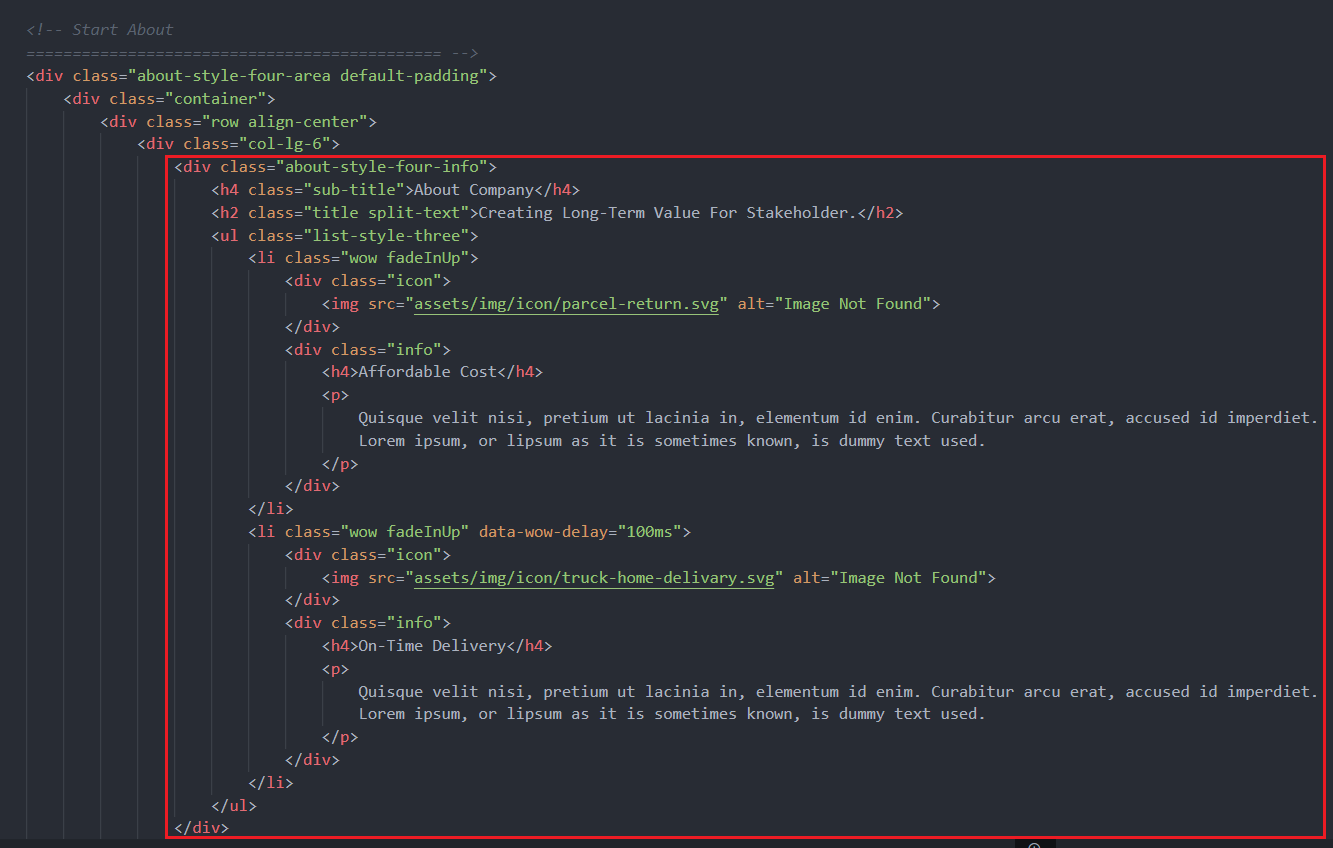 <!-- Start About
============================================= -->
<div class="about-style-four-area default-padding">
<div class="container">
<div class="row align-center">
<div class="col-lg-6">
<div class="about-style-four-info">
<h4 class="sub-title">About Company</h4>
<h2 class="title split-text">Creating Long-Term Value For Stakeholder.</h2>
<ul class="list-style-three">
<li class="wow fadeInUp">
<div class="icon">
<img src="assets/img/icon/parcel-return.svg" alt="Image Not Found">
</div>
<div class="info">
<h4>Affordable Cost</h4>
<p>
Quisque velit nisi, pretium ut lacinia in, elementum id enim. Curabitur arcu erat, accused id imperdiet.
Lorem ipsum, or lipsum as it is sometimes known, is dummy text used.
</p>
</div>
</li>
<li class="wow fadeInUp" data-wow-delay="100ms">
<div class="icon">
<img src="assets/img/icon/truck-home-delivary.svg" alt="Image Not Found">
</div>
<div class="info">
<h4>On-Time Delivery</h4>
<p>
Quisque velit nisi, pretium ut lacinia in, elementum id enim. Curabitur arcu erat, accused id imperdiet.
Lorem ipsum, or lipsum as it is sometimes known, is dummy text used.
</p>
</div>
</li>
</ul>
</div>